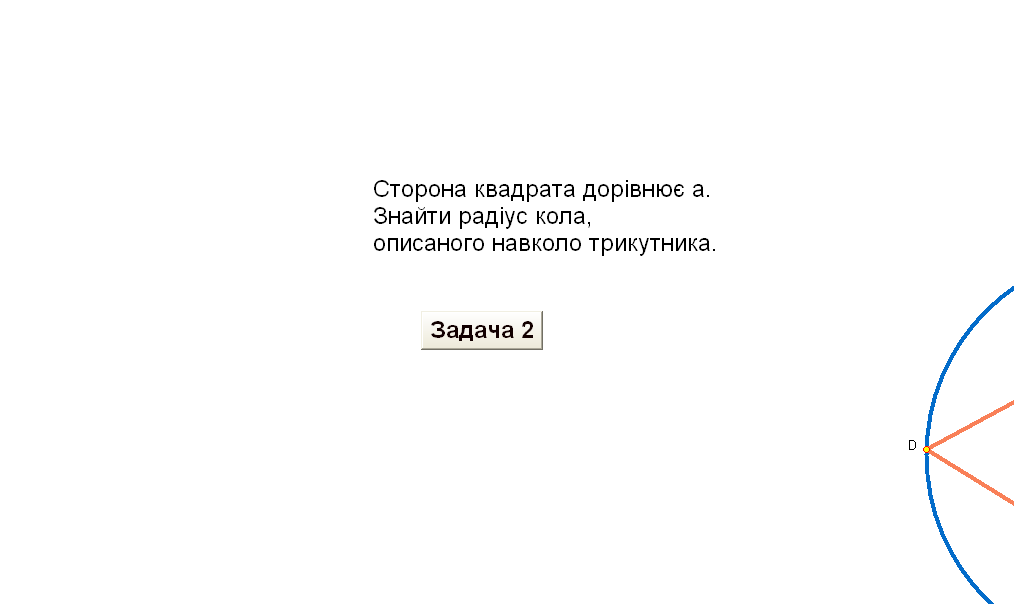 Сторона квадрата дорівнює а.
Знайти радіус кола,
описаного навколо трикутника.
Задача 2
D